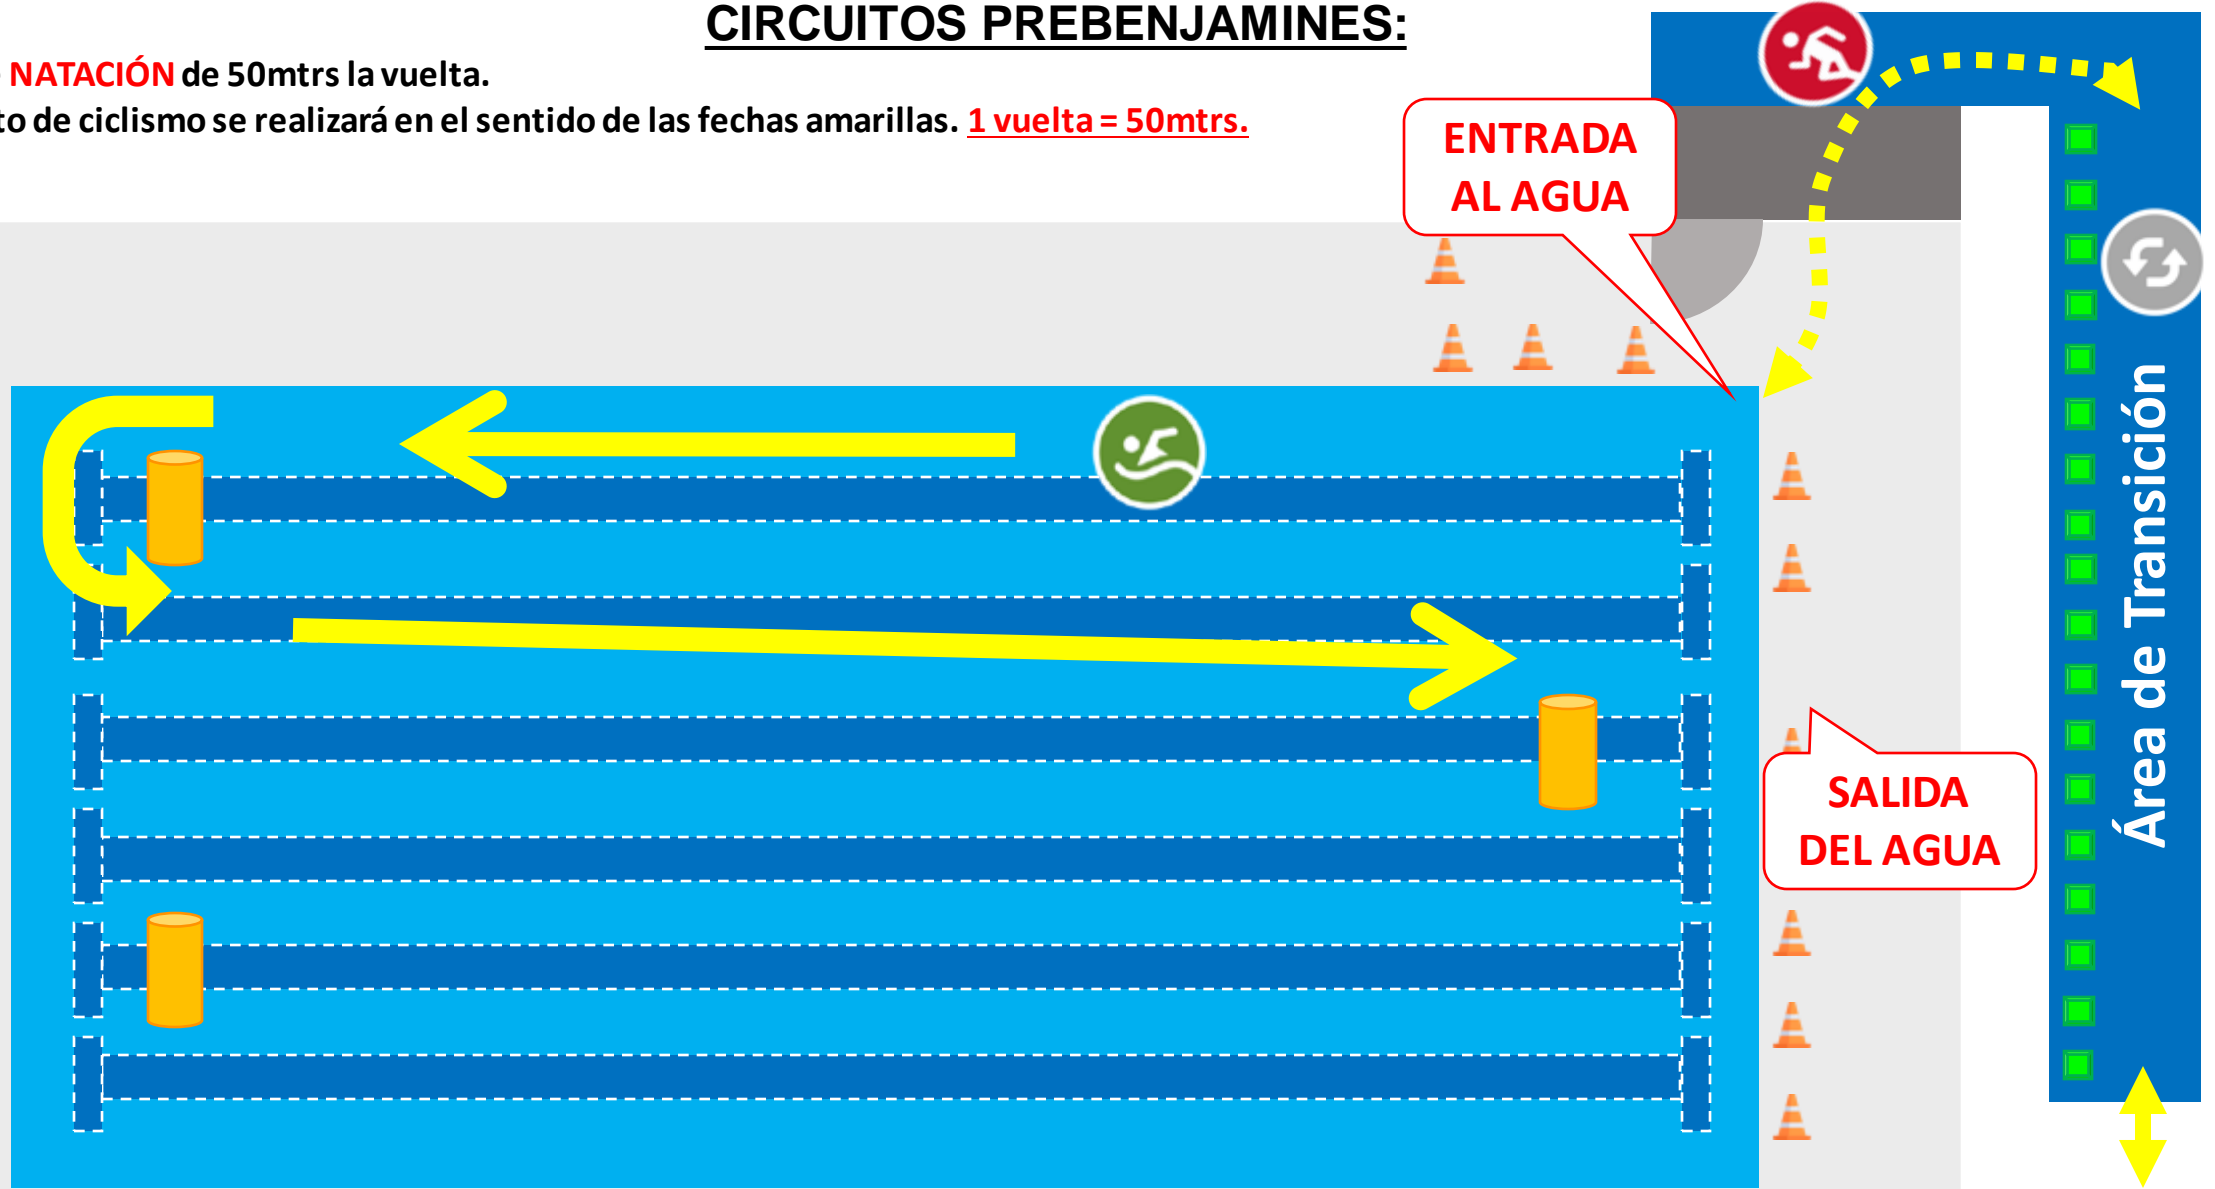 CIRCUITOS PREBENJAMINES:
NATACIÓN de 50mtrs la vuelta.
to de ciclismo se realizará en el sentido de las fechas amarillas. 1 vuelta = 50mtrs.
ENTRADA
AL AGUA
Área de Transición
SALIDA
DEL AGUA